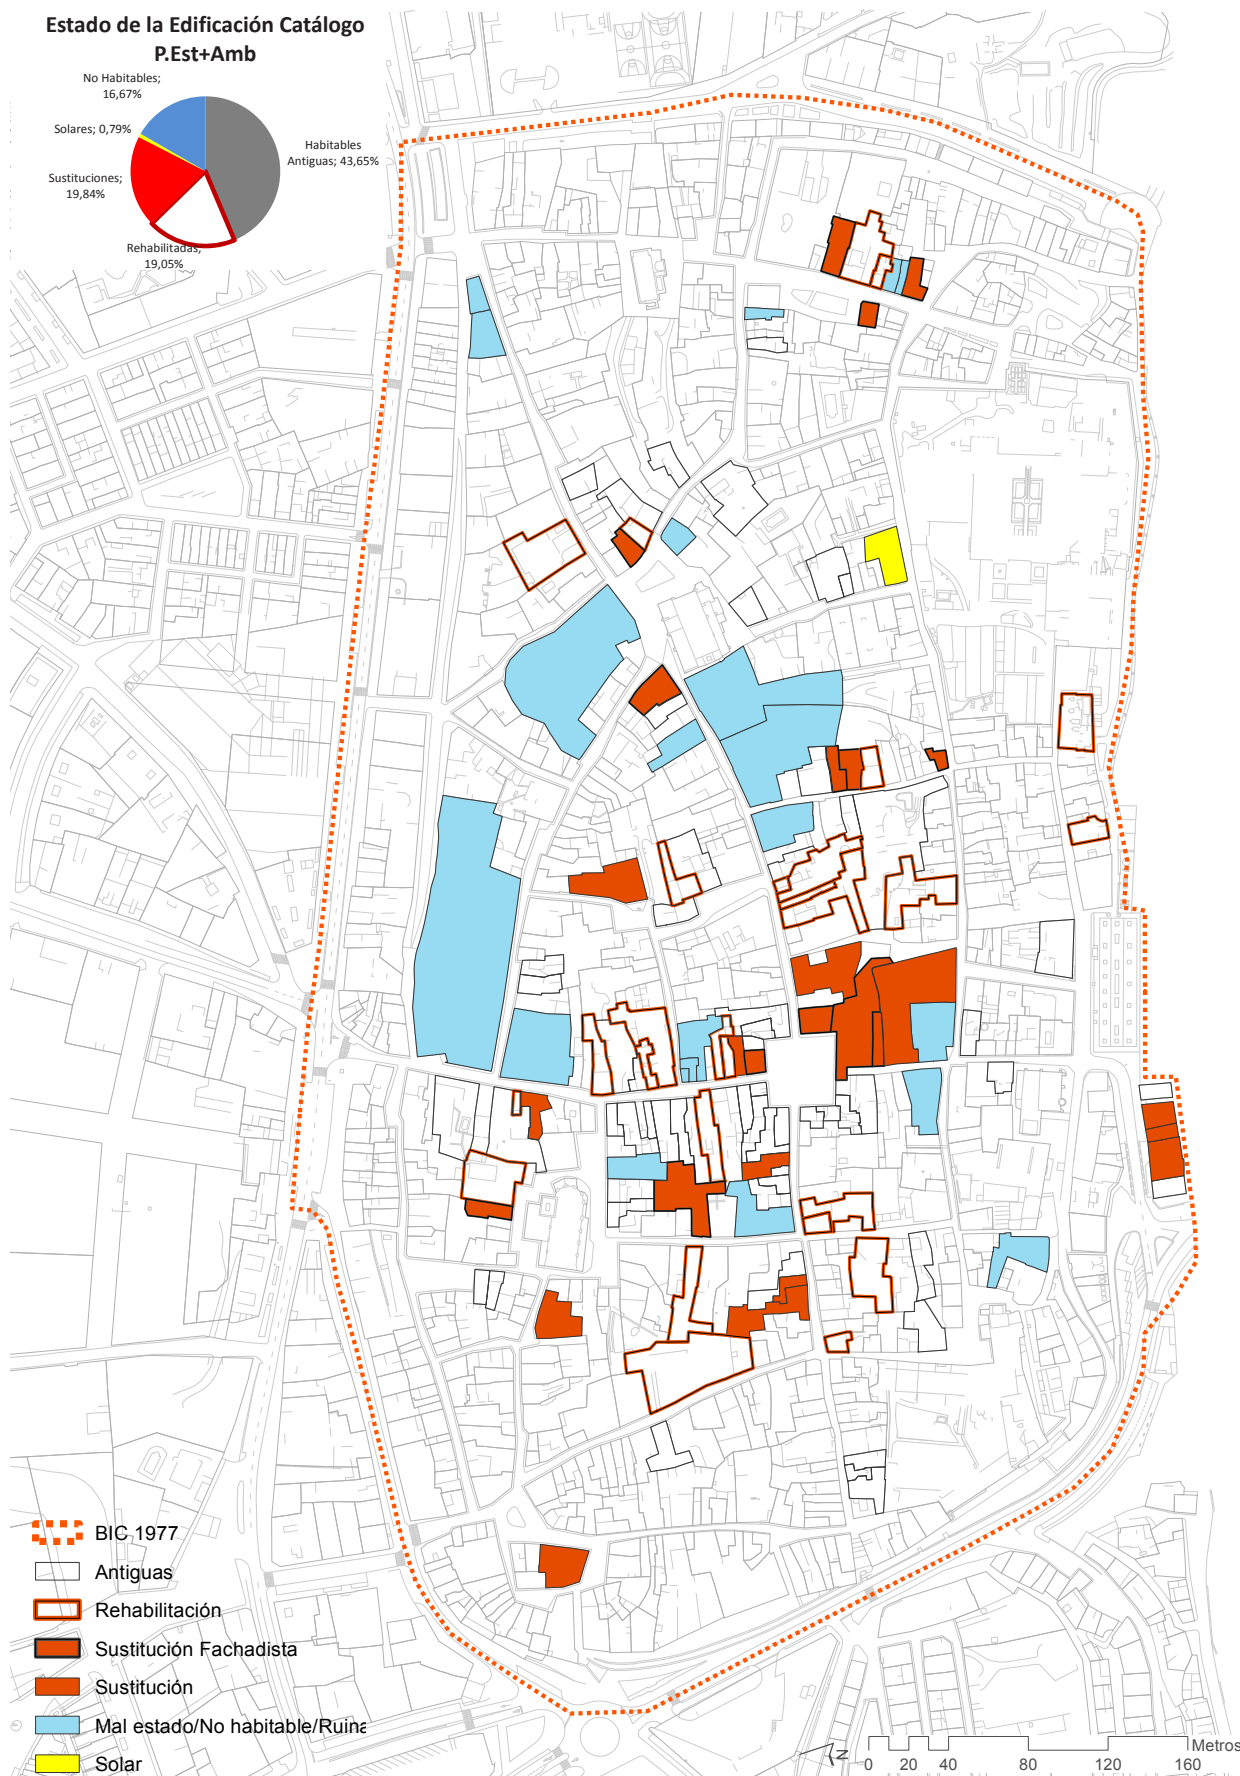 Estado de la Edificación Catálogo
P.Est+Amb
No Habitables;
16,67%
Solares; 0,79%
Habitables
Antiguas; 43,65%
Sustituciones;
19,84%
Rehabilitadas;
19,05%
BIC 1977
Antiguas
Rehabilitación
Sustitución Fachadista
Sustitución
Mal estado/No habitable/Ruina
Solar
N
Metros
0 20 40 80 120 160